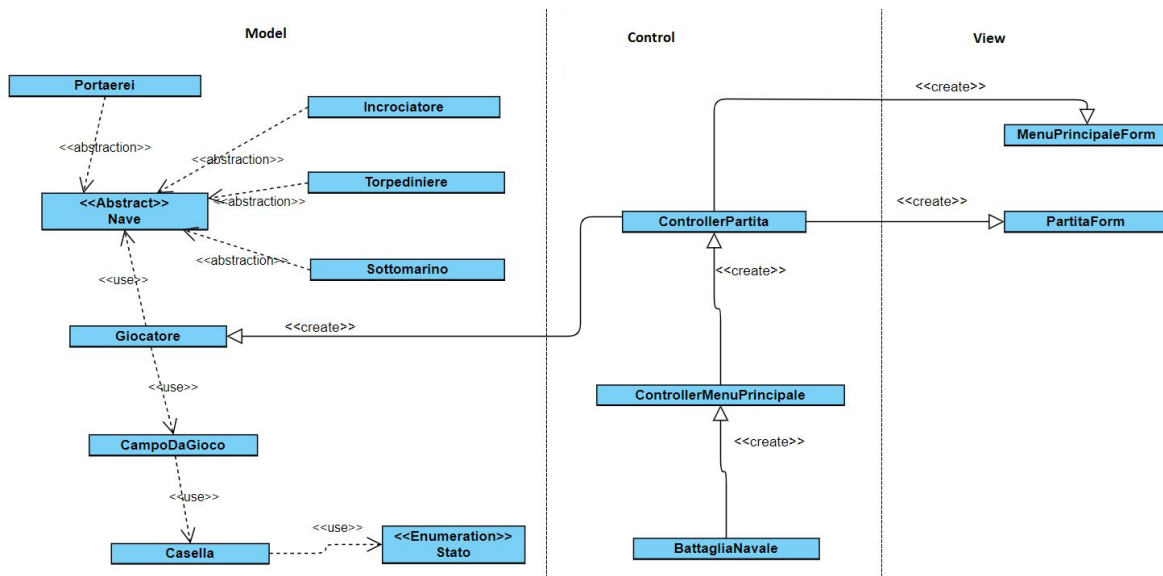 Model
Control
View
Portaerei
Incrociatore
<<create>>
MenuPrincipaleForm
<<abstraction>>
<<abstraction>>
Torpediniere
<<abstraction>>
<<Abstract>>
Nave
ControllerPartita
<<create>>
PartitaForm
<<abstraction>>
Sottomarino
<<use>>
<<create>>
Giocatore
<<create>>
<<use>>
ControllerMenuPrincipale
CampoDaGioco
<<create>>
<<use>>
<<use>>
Casella
<<Enumeration>>
Stato
BattagliaNavale